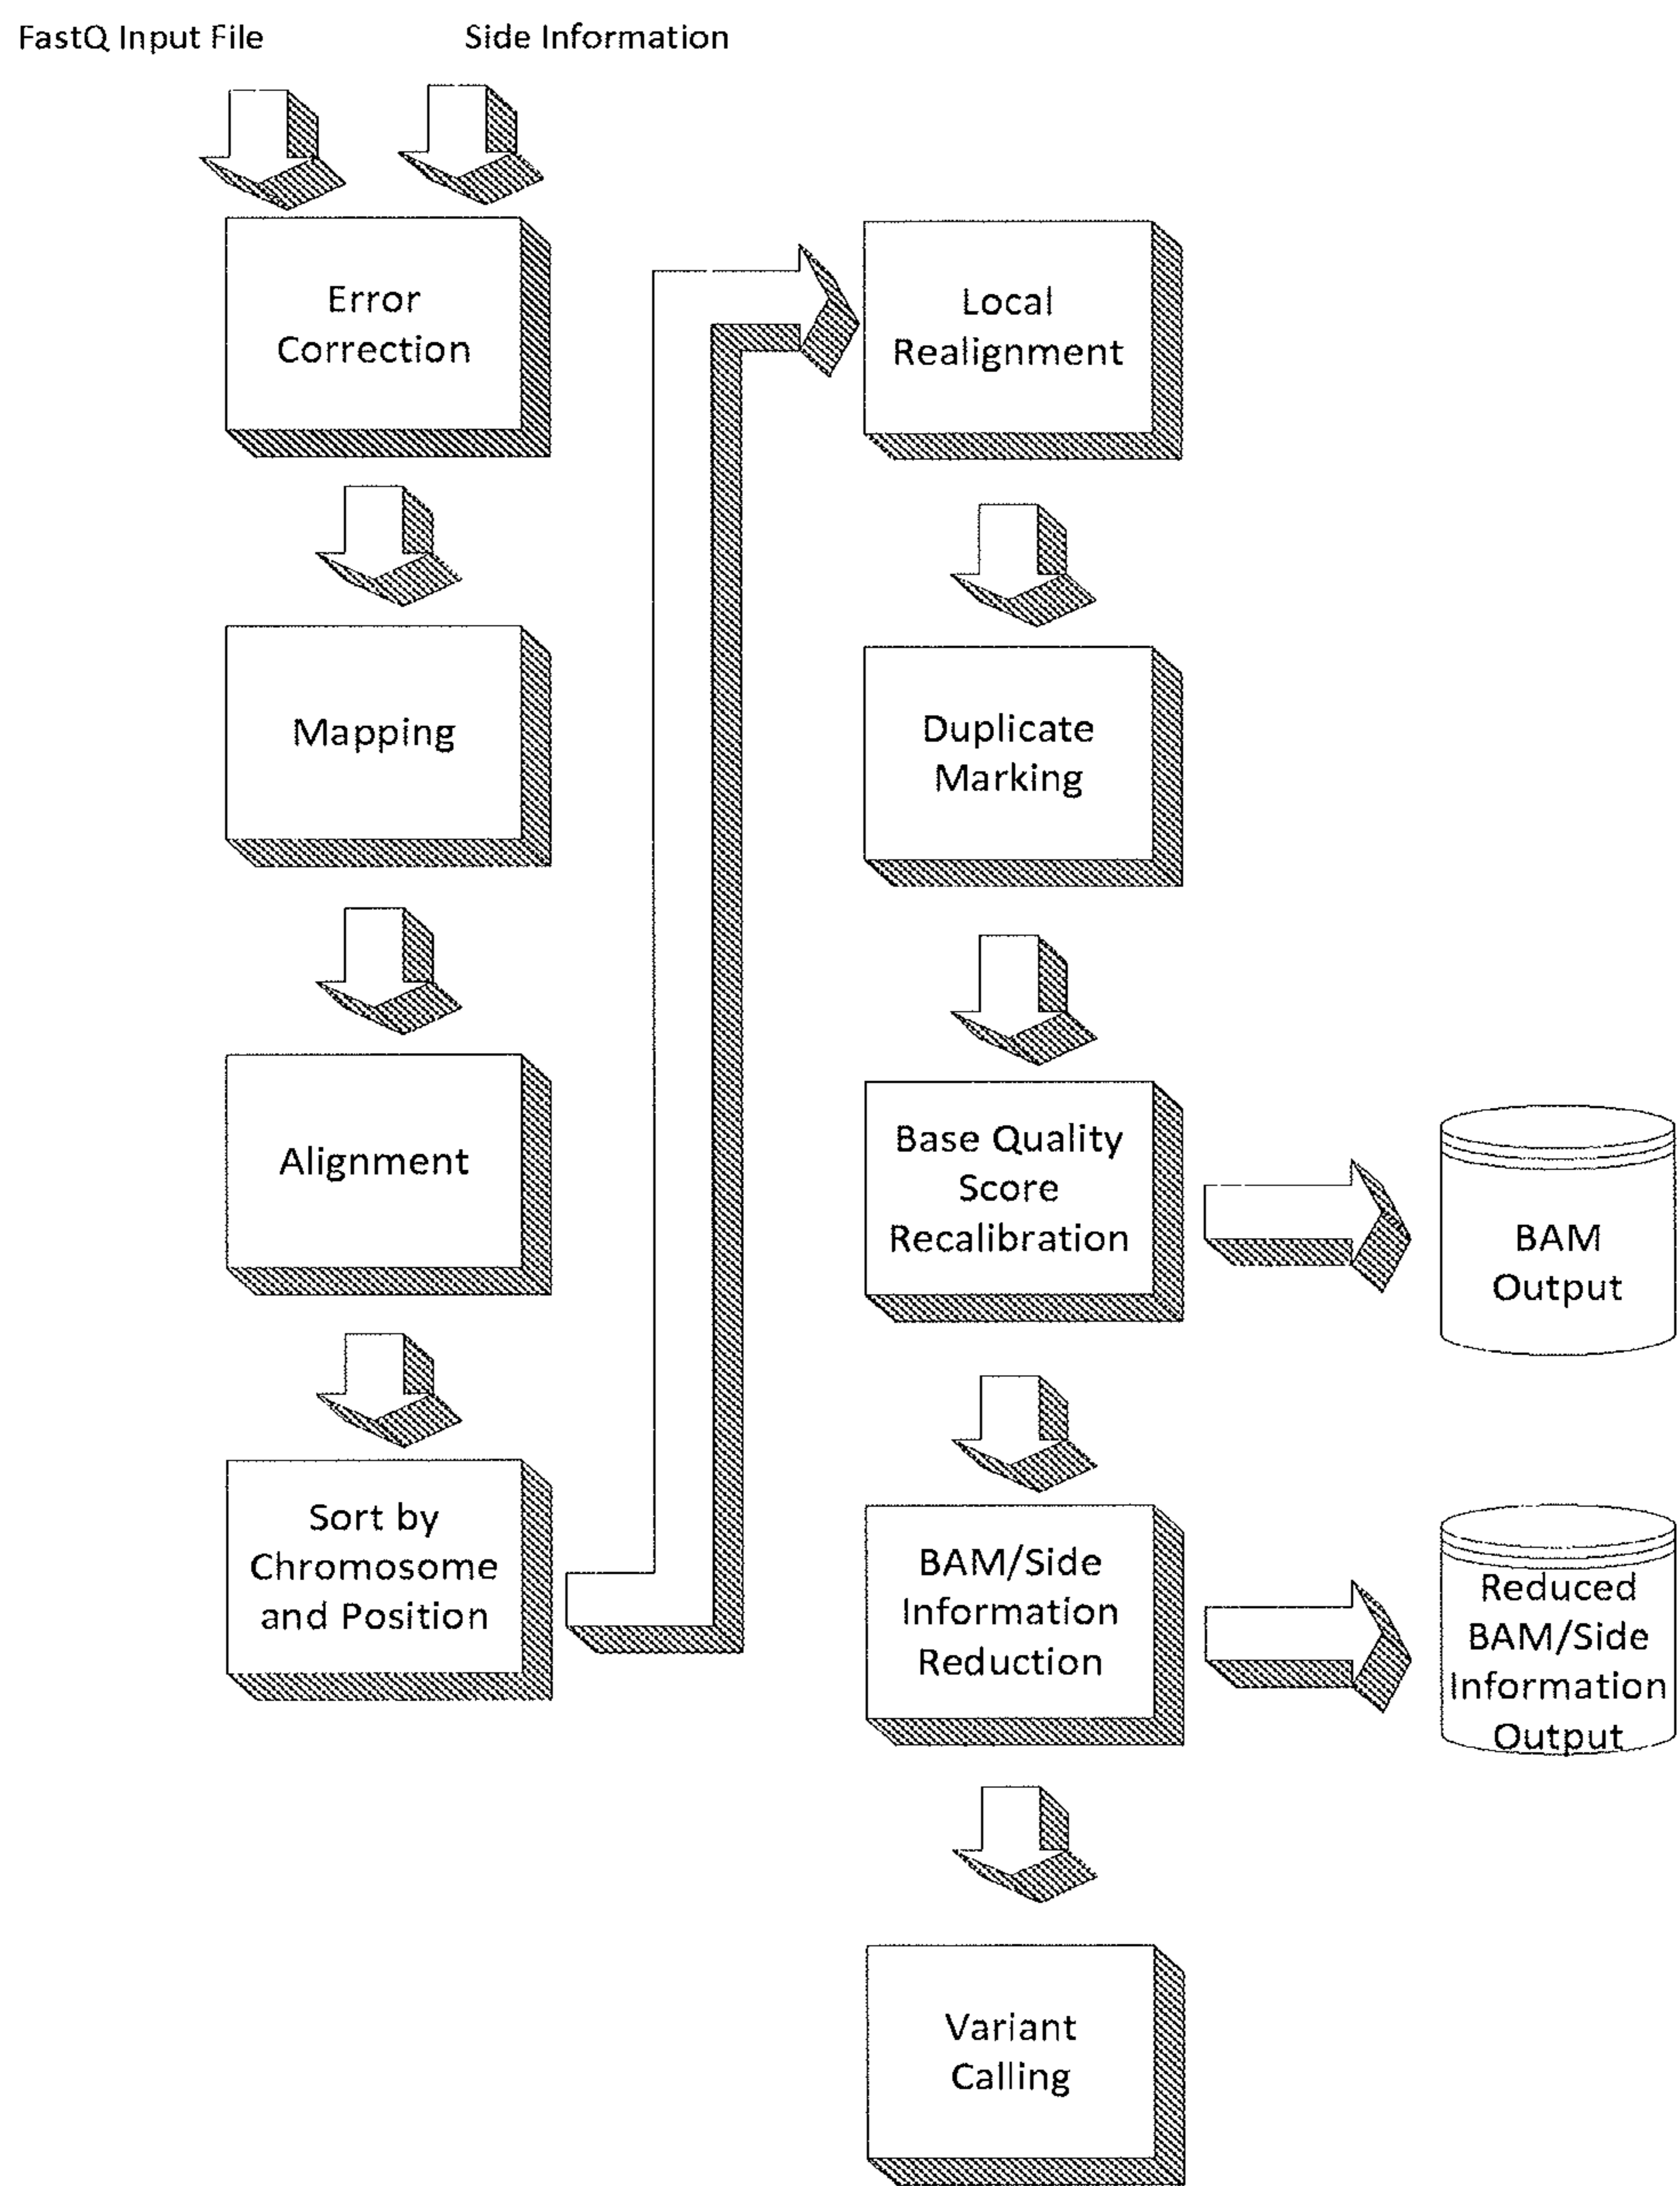 FastQ Input File
Side Information
Error
Correction
Mapping
Alignment
Sort by
Chromosome
and Position
Local
Realignment
Duplicate
Marking
Base Quality
Score
Recalibration
BAM
Output
BAM/Side
Information
Reduction
Reduced
BAM/Side
Information
Output
Variant
Calling